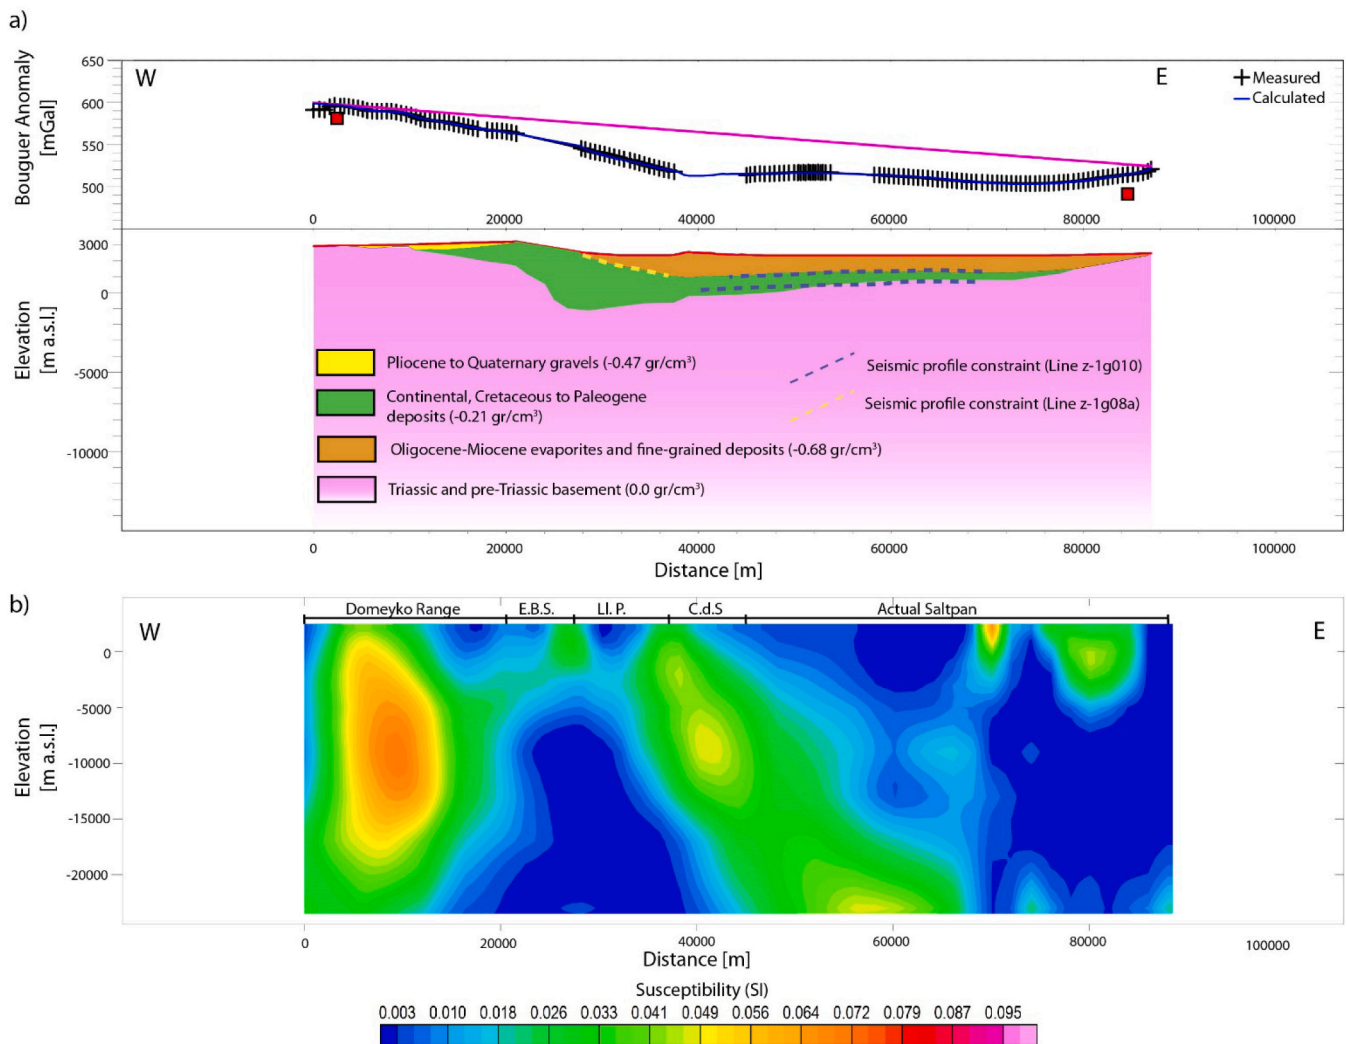 a)
650
600
550
500
Bouguer Anomaly
[mGal]
W
E
Measured
Calculated
0
20000
40000
60000
80000
100000
3000
0
-5000
-10000
Elevation
[m a.s.l.]
Pliocene to Quaternary gravels (-0.47 gr/cm³)
Continental, Cretaceous to Paleogene
deposits (-0.21 gr/cm³)
Oligocene-Miocene evaporites and fine-grained deposits (-0.68 gr/cm³)
Triassic and pre-Triassic basement (0.0 gr/cm³)
Seismic profile constraint (Line z-1g010)
Seismic profile constraint (Line z-1g08a)
0
20000
40000
60000
80000
100000
Distance [m]
b)
W
E
Domeyko Range
E.B.S.
Ll. P.
C.d.S
Actual Saltpan
0
-5000
-10000
-15000
-20000
Elevation
[m a.s.l.]
0
20000
40000
60000
80000
100000
Distance [m]
Susceptibility (SI)
0.003 0.010 0.018 0.026 0.033 0.041 0.049 0.056 0.064 0.072 0.079 0.087 0.095